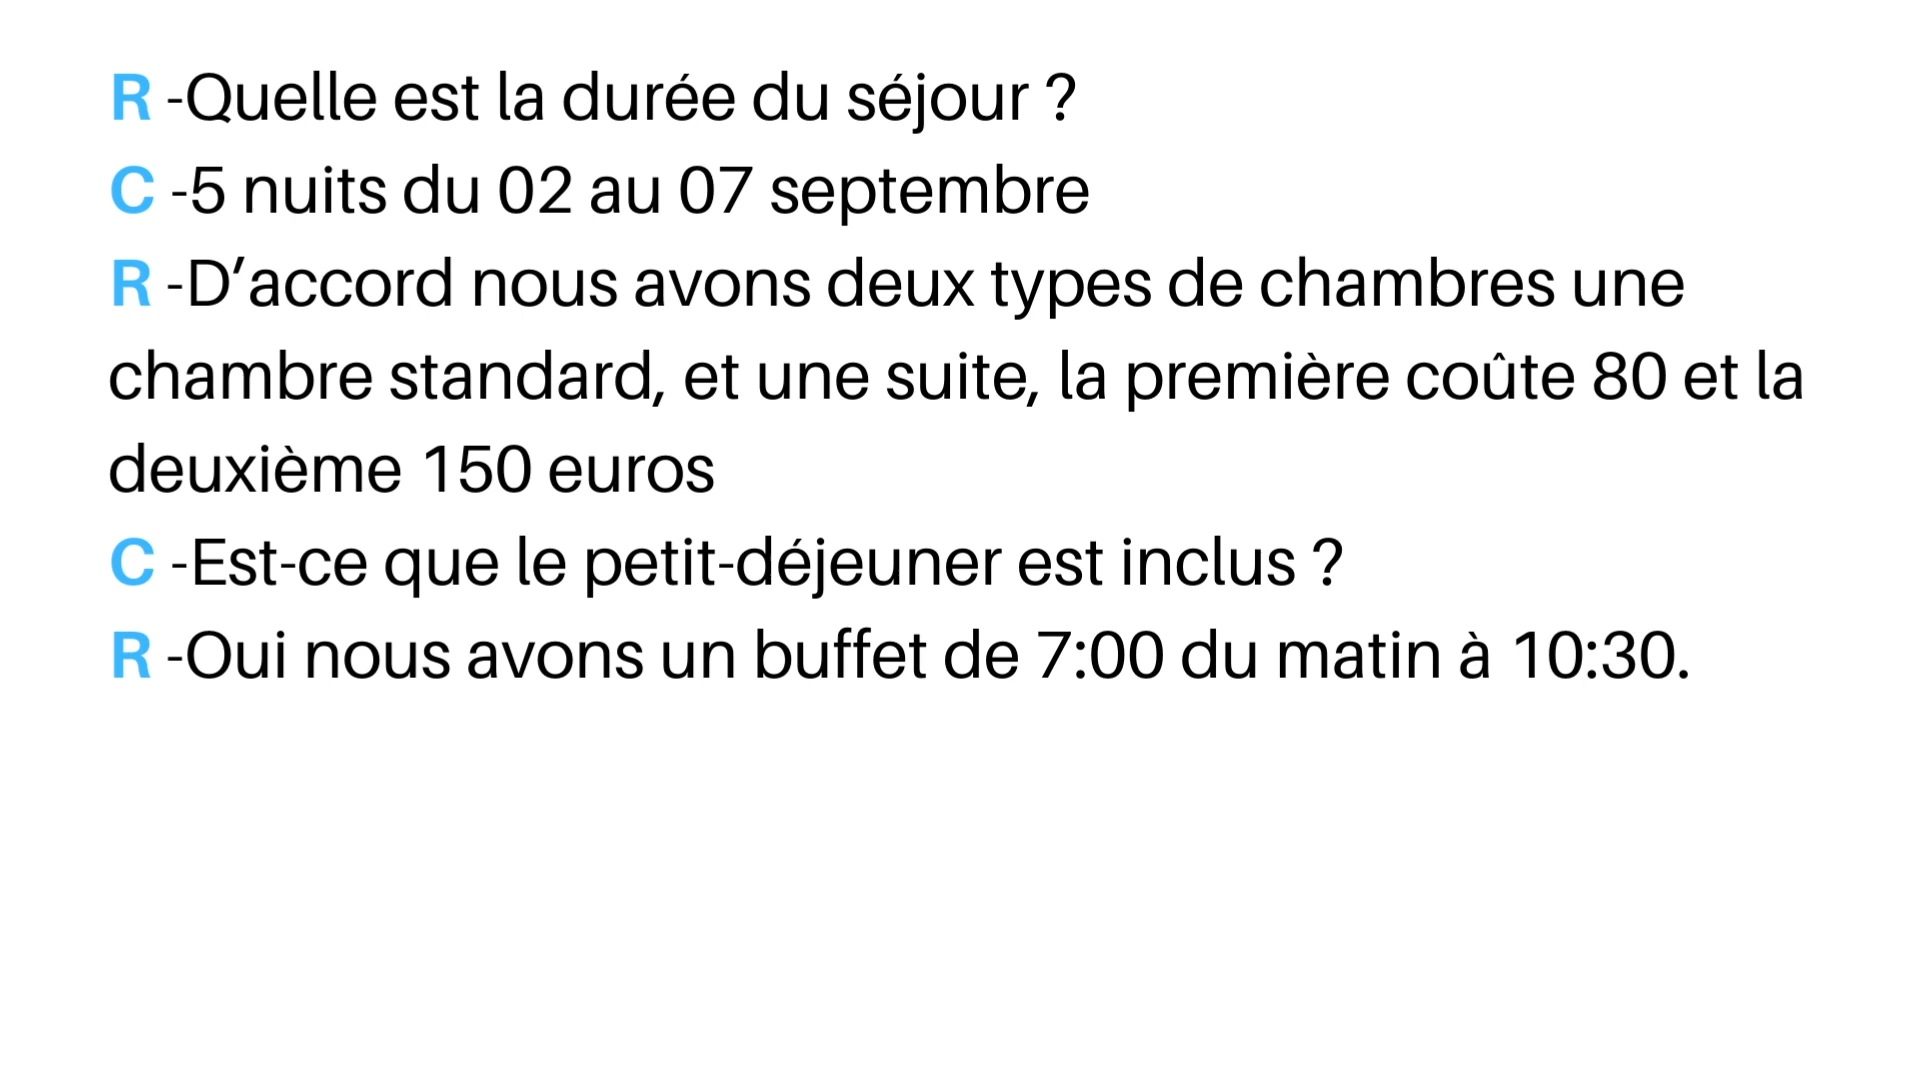 R -Quelle est la durée du séjour ?
C -5 nuits du 02 au 07 septembre
R -D’accord nous avons deux types de chambres une
chambre standard, et une suite, la première coûte 80 et la
deuxième 150 euros
C -Est-ce que le petit-déjeuner est inclus ?
R -Oui nous avons un buffet de 7:00 du matin à 10:30.